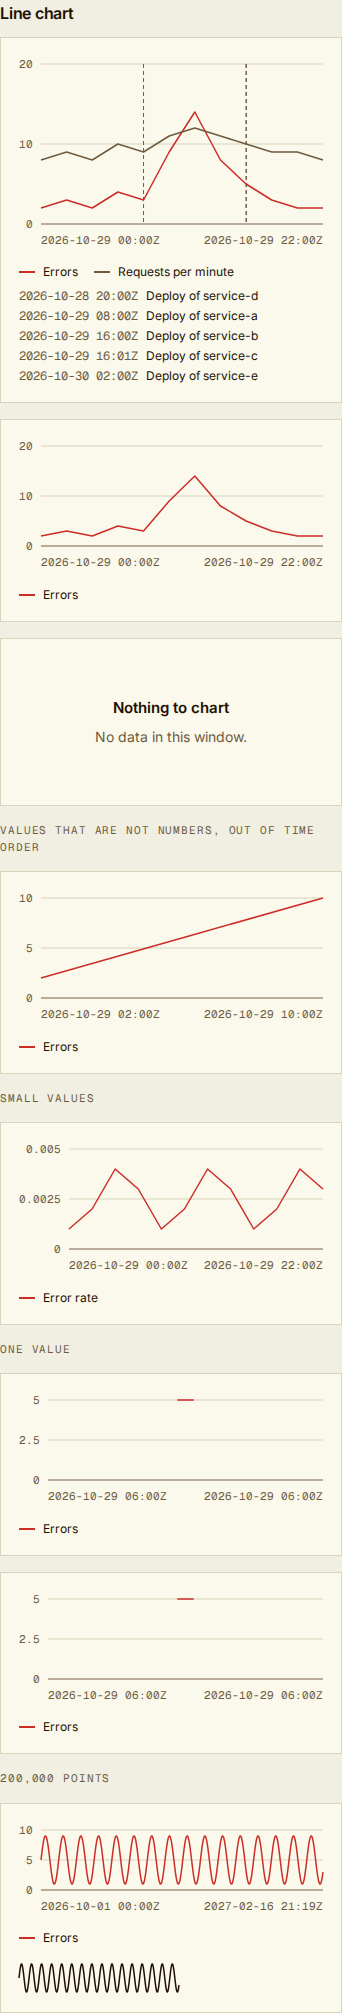 Line chart
20
10
0
2026-10-29 00:00Z 2026-10-29 22:00Z
Errors Requests per minute
2026-10-28 20:00Z Deploy of service-d
2026-10-29 08:00Z Deploy of service-a
2026-10-29 16:00Z Deploy of service-b
2026-10-29 16:01Z Deploy of service-c
2026-10-30 02:00Z Deploy of service-e
20
10
0
2026-10-29 00:00Z 2026-10-29 22:00Z
Errors
Nothing to chart
No data in this window.
VALUES THAT ARE NOT NUMBERS, OUT OF TIME
ORDER
10
5
0
2026-10-29 02:00Z 2026-10-29 10:00Z
Errors
SMALL VALUES
0.005
0.0025
0
2026-10-29 00:00Z 2026-10-29 22:00Z
Error rate
ONE VALUE
5
2.5
0
2026-10-29 06:00Z 2026-10-29 06:00Z
Errors
5
2.5
0
2026-10-29 06:00Z 2026-10-29 06:00Z
Errors
200,000 POINTS
10
5
0
2026-10-01 00:00Z 2027-02-16 21:19Z
Errors